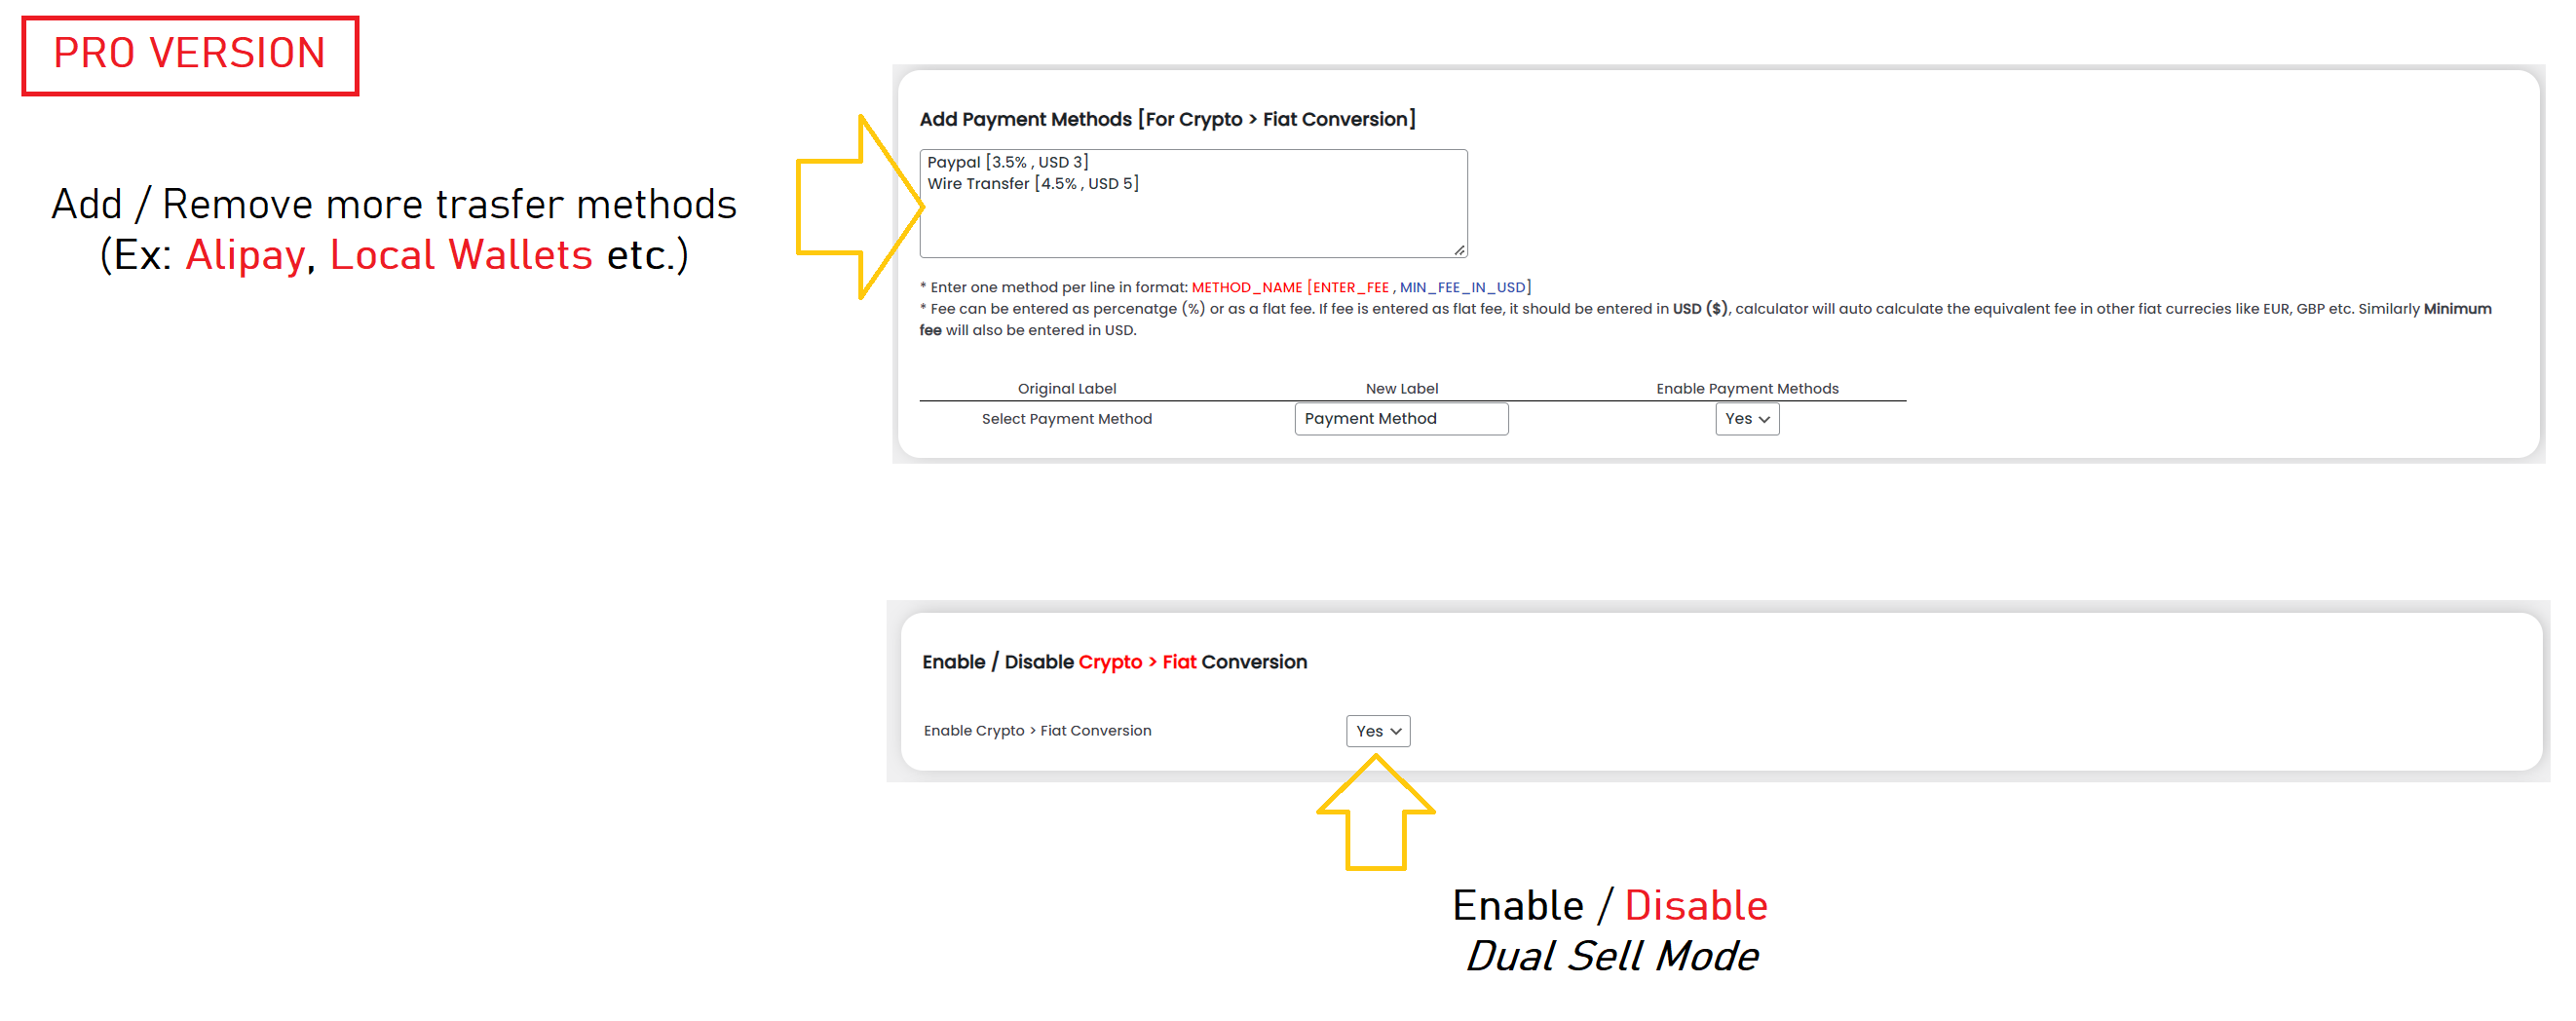 PRO VERSION
Add / Remove more trasfer methods
(Ex: Alipay, Local Wallets etc.)
Add Payment Methods [For Crypto > Fiat Conversion]
Paypal [3.5% , USD 3]
Wire Transfer [4.5% , USD 5]
* Enter one method per line in format: METHOD_NAME [ENTER_FEE , MIN_FEE_IN_USD]
* Fee can be entered as percenatge (%) or as a flat fee. If fee is entered as flat fee, it should be entered in USD ($), calculator will auto calculate the equivalent fee in other fiat currecies like EUR, GBP etc. Similarly Minimum
fee will also be entered in USD.
Original Label New Label Enable Payment Methods
Select Payment Method Payment Method Yes
Enable / Disable Crypto > Fiat Conversion
Enable Crypto > Fiat Conversion Yes
Enable / Disable
Dual Sell Mode